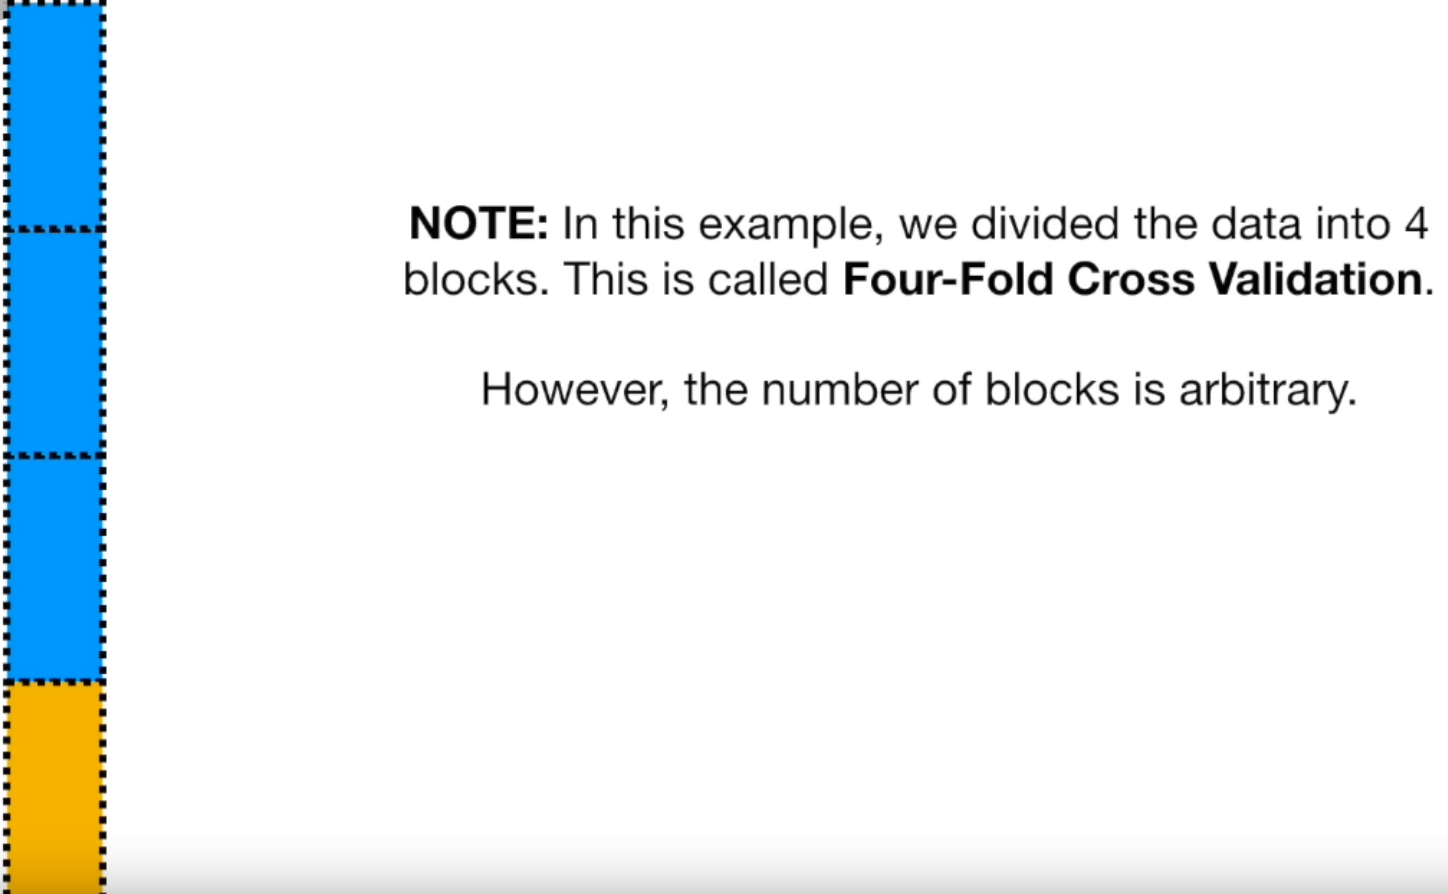 NOTE: In this example, we divided the data into 4
blocks. This is called Four-Fold Cross Validation.
However, the number of blocks is arbitrary.